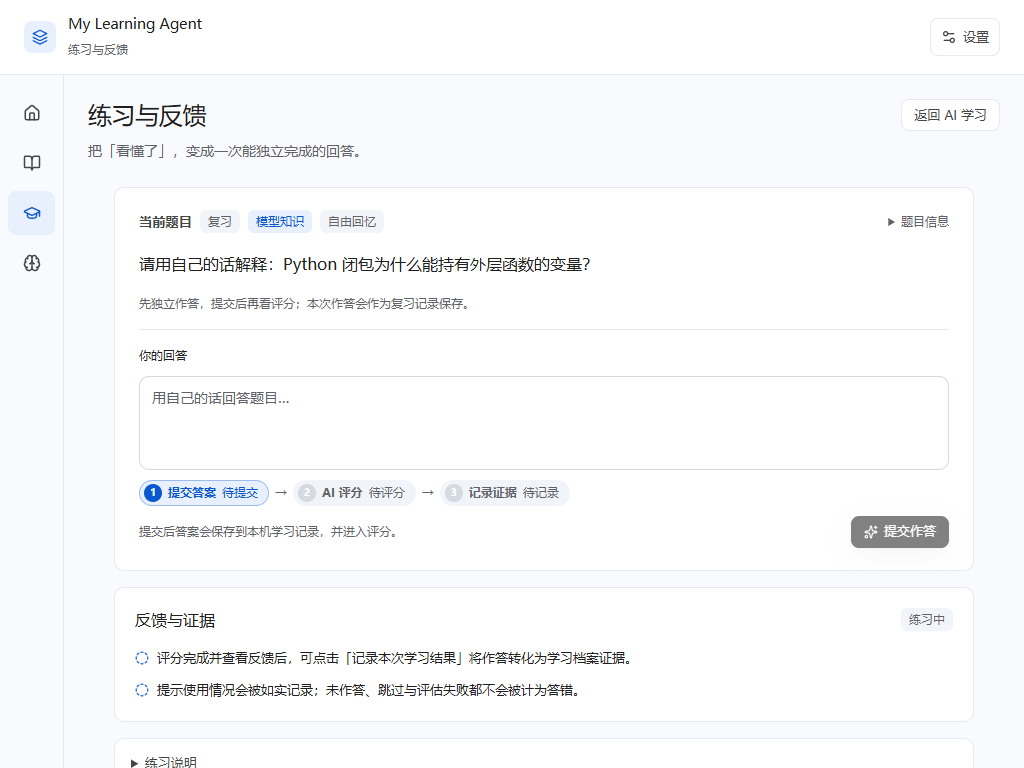 My Learning Agent
练习与反馈
设置
练习与反馈
返回 AI 学习
把「看懂了」，变成一次能独立完成的回答。
当前题目 复习 模型知识 自由回忆 ▶ 题目信息
请用自己的话解释：Python 闭包为什么能持有外层函数的变量？
先独立作答，提交后再看评分；本次作答会作为复习记录保存。
你的回答
用自己的话回答题目...
1 提交答案 待提交 → 2 AI 评分 待评分 → 3 记录证据 待记录
提交后答案会保存到本机学习记录，并进入评分。
提交作答
反馈与证据 练习中
评分完成并查看反馈后，可点击「记录本次学习结果」将作答转化为学习档案证据。
提示使用情况会被如实记录；未作答、跳过与评估失败都不会被计为答错。
▶ 练习说明